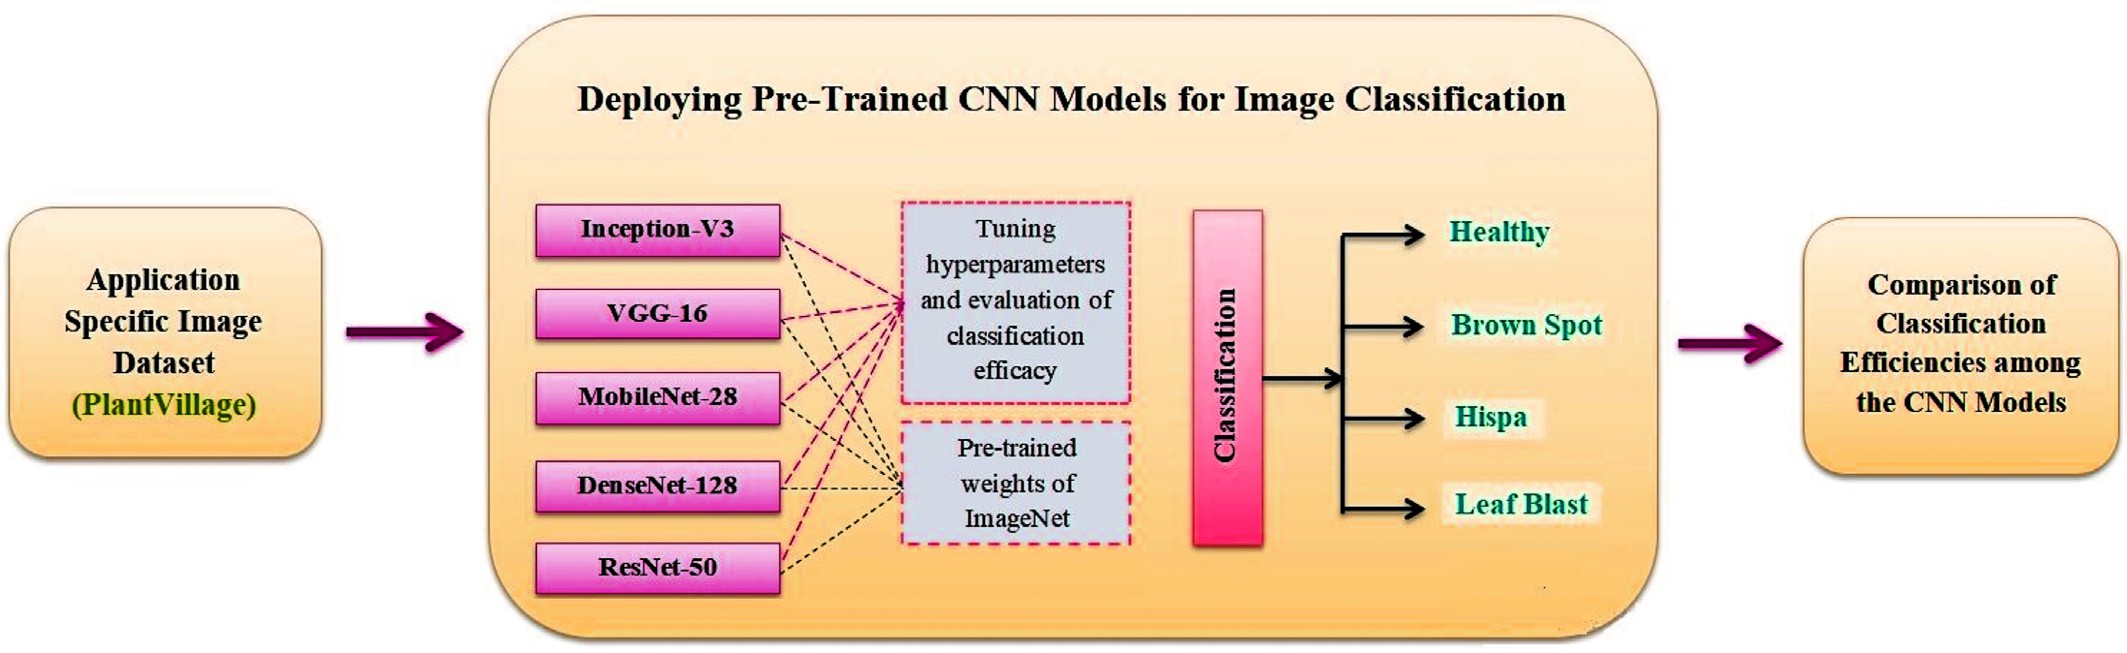 Deploying Pre-Trained CNN Models for Image Classification
Application
Specific Image
Dataset
(PlantVillage)
Inception-V3
VGG-16
MobileNet-28
DenseNet-128
ResNet-50
Tuning
hyperparameters
and evaluation of
classification
efficacy
Pre-trained
weights of
ImageNet
Classification
Healthy
Brown Spot
Hispa
Leaf Blast
Comparison of
Classification
Efficiencies among
the CNN Models